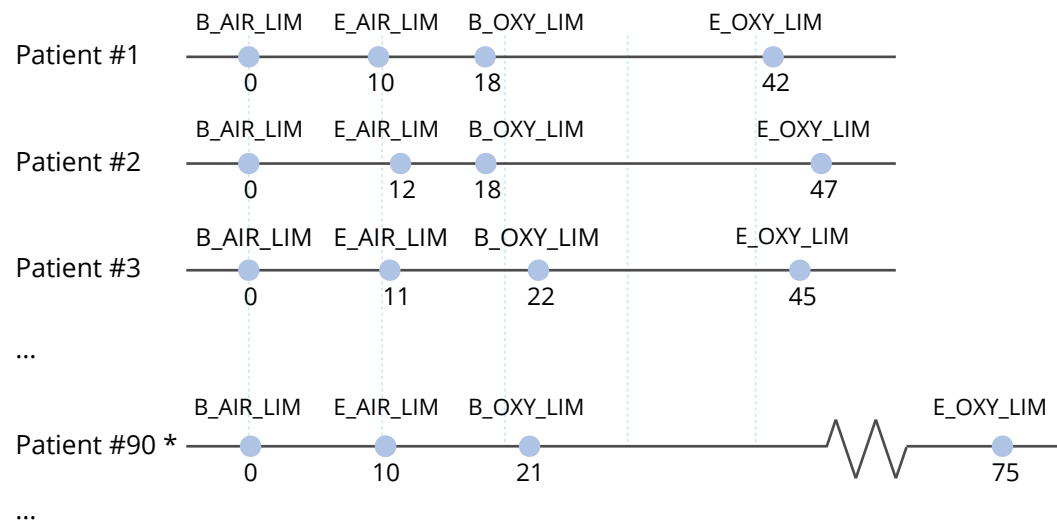 B_AIR_LIM E_AIR_LIM B_OXY_LIM E_OXY_LIM
Patient #1
0 10 18 42
B_AIR_LIM E_AIR_LIM B_OXY_LIM E_OXY_LIM
Patient #2
0 12 18 47
B_AIR_LIM E_AIR_LIM B_OXY_LIM E_OXY_LIM
Patient #3
0 11 22 45
...
B_AIR_LIM E_AIR_LIM B_OXY_LIM E_OXY_LIM
Patient #90 *
0 10 21 75
...